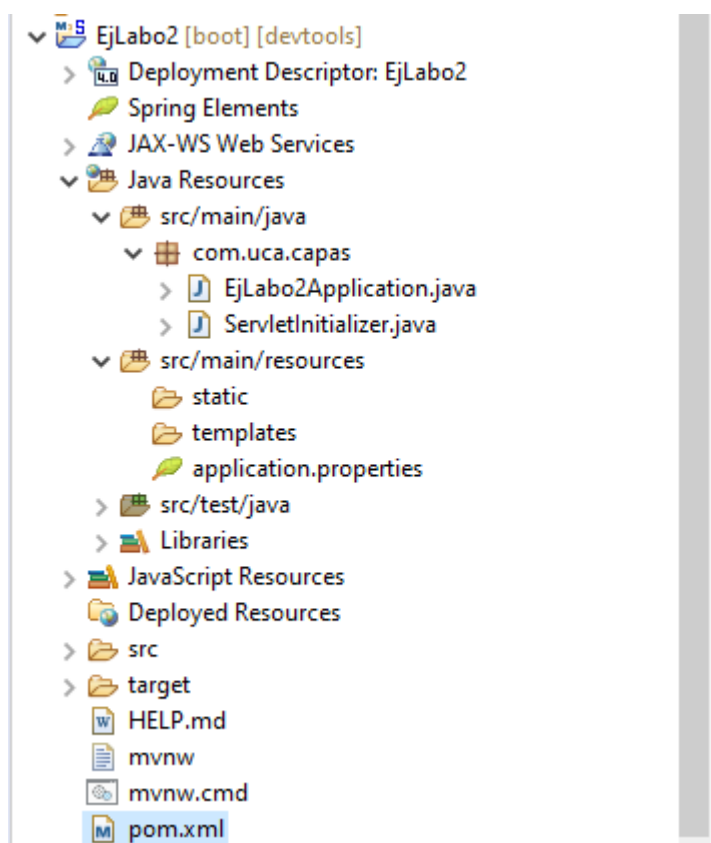 EjLabo2 [boot] [devtools]
Deployment Descriptor: EjLabo2
Spring Elements
JAX-WS Web Services
Java Resources
src/main/java
com.uca.capas
EjLabo2Application.java
ServletInitializer.java
src/main/resources
static
templates
application.properties
src/test/java
Libraries
JavaScript Resources
Deployed Resources
src
target
HELP.md
mvnw
mvnw.cmd
pom.xml